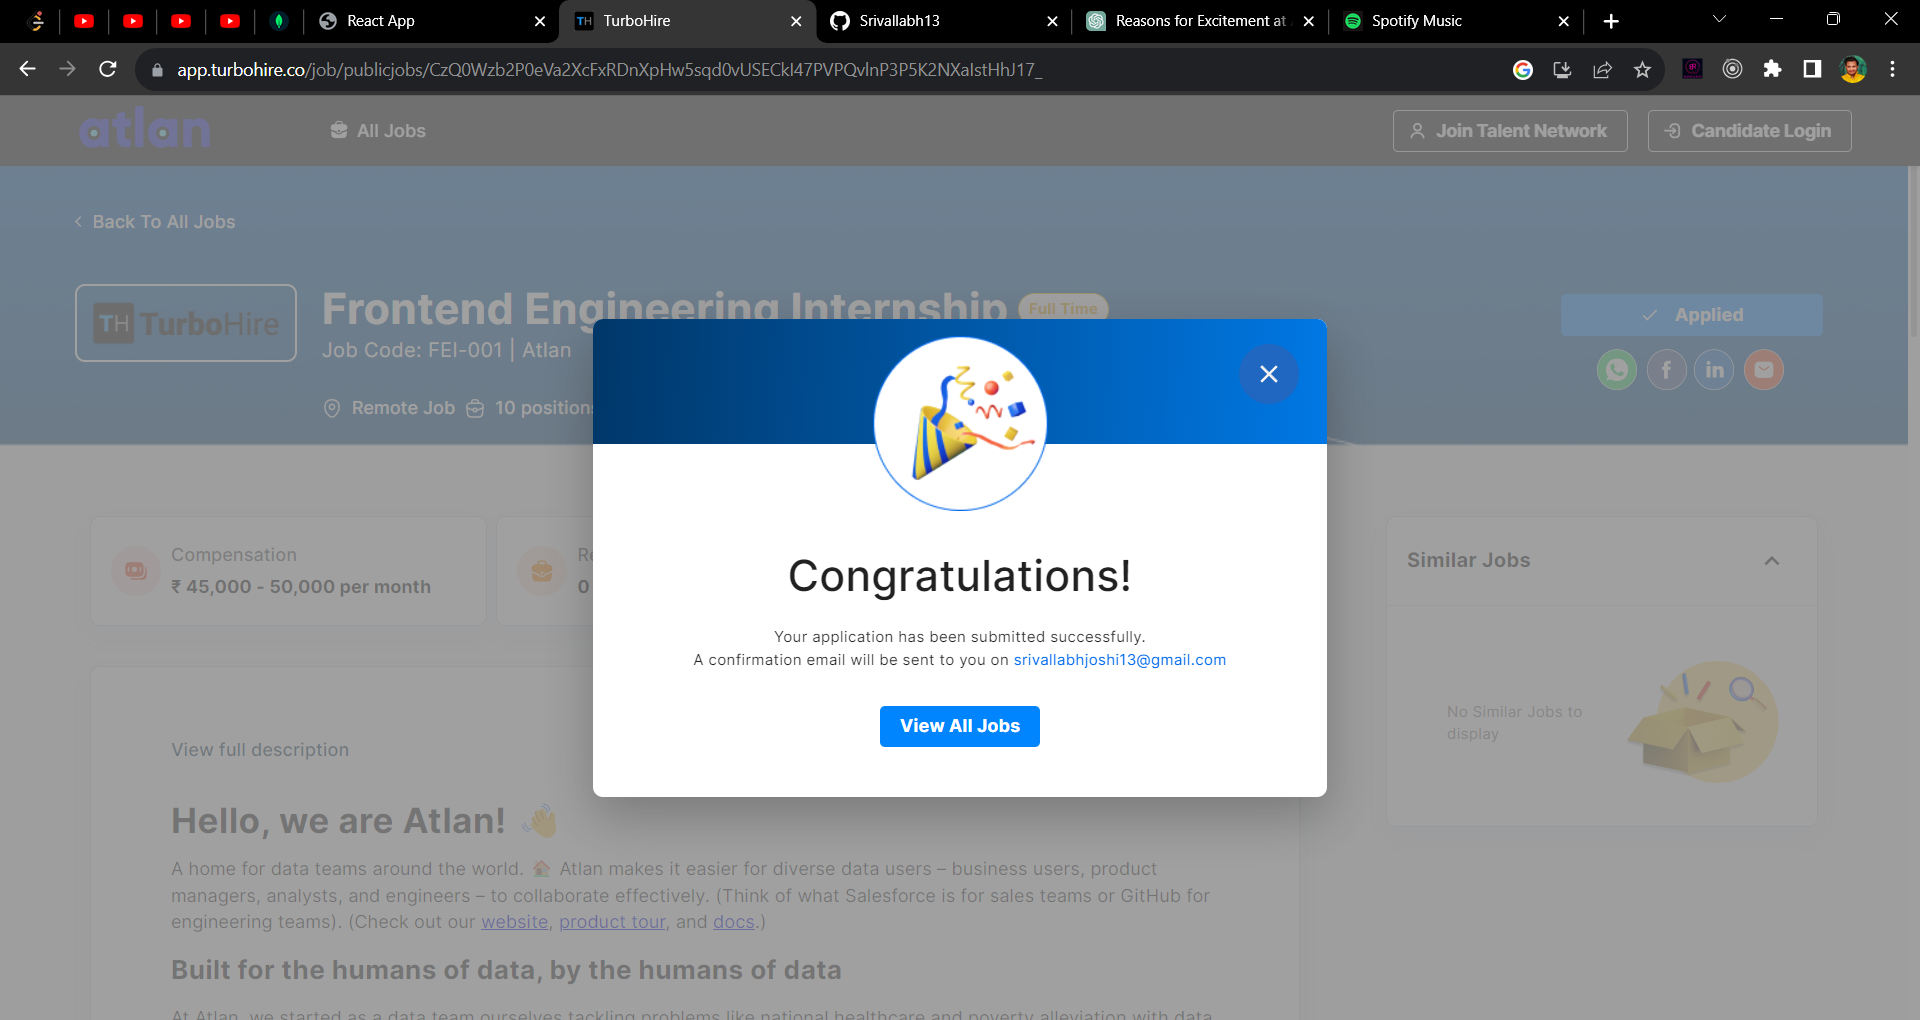 React App
TurboHire
Srivallabh13
Reasons for Excitement at
Spotify Music
app.turbohire.co/job/publicjobs/CzQ0Wzb2P0eVa2XcFxRDnXpHw5sqd0vUSECkI47PVPQvlnP3P5K2NXaIstHhJ17_
atlan
All Jobs
Join Talent Network
Candidate Login
Back To All Jobs
TH TurboHire
Frontend Engineering Internship
Full Time
Job Code: FEI-001 | Atlan
Remote Job
10 positions
Applied
Compensation
₹ 45,000 - 50,000 per month
0
Similar Jobs
No Similar Jobs to
display
Congratulations!
Your application has been submitted successfully.
A confirmation email will be sent to you on srivallabhjoshi13@gmail.com
View All Jobs
View full description
Hello, we are Atlan! 👋
A home for data teams around the world. 🏠 Atlan makes it easier for diverse data users – business users, product
managers, analysts, and engineers – to collaborate effectively. (Think of what Salesforce is for sales teams or GitHub for
engineering teams). (Check out our website, product tour, and docs.)
Built for the humans of data, by the humans of data
At Atlan, we started as a data team ourselves tackling problems like national healthcare and poverty alleviation with data